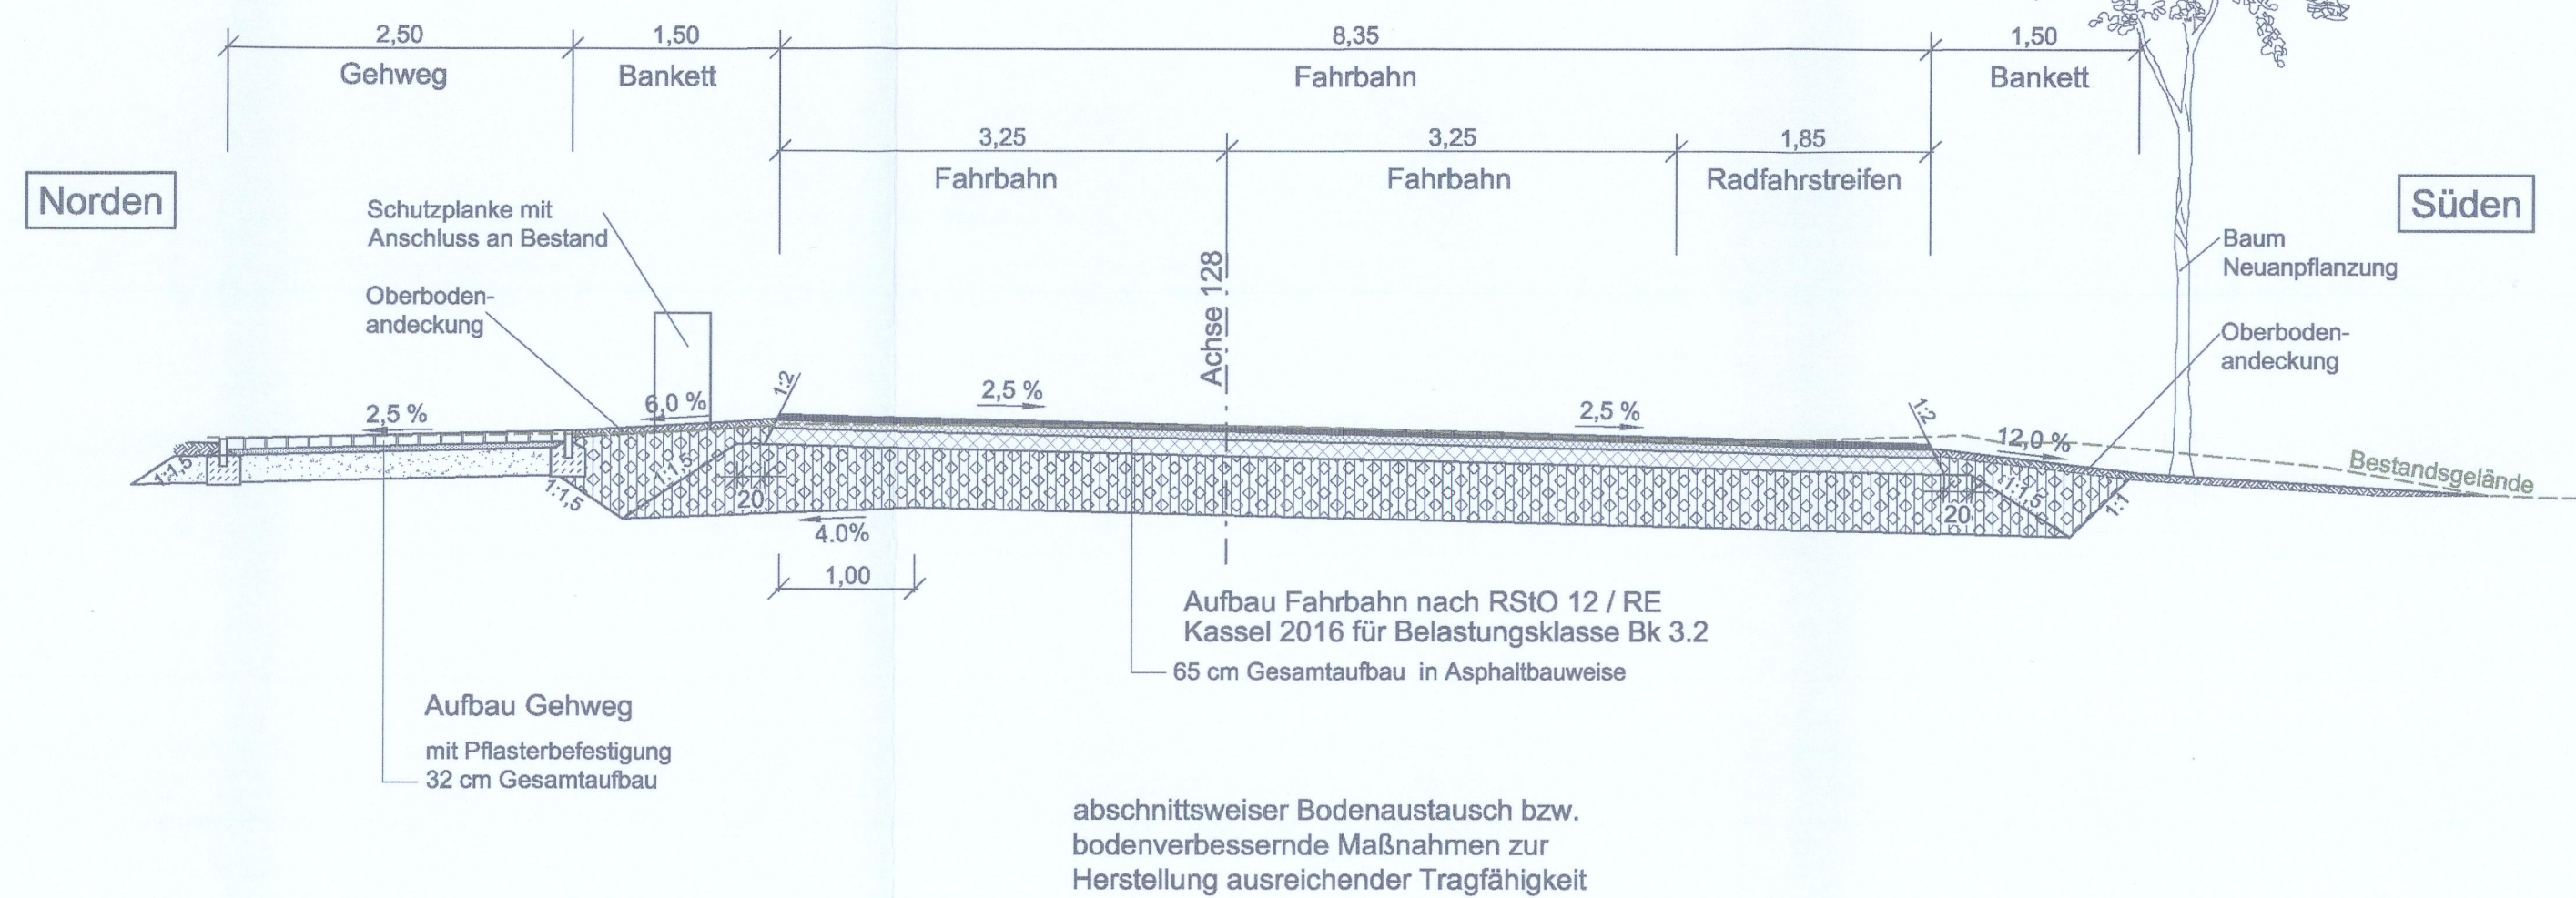 2,50
1,50
8,35
1,50
Gehweg
Bankett
Fahrbahn
Bankett
3,25
3,25
1,85
Fahrbahn
Fahrbahn
Radfahrstreifen
Norden
Süden
Schutzplanke mit
Anschluss an Bestand
Oberboden-
andeckung
Achse 128
Baum
Neuanpflanzung
Oberboden-
andeckung
2,5 %
6,0 %
1:2
2,5 %
2,5 %
1:2
12,0 %
Bestandsgelände
1:1,5
1:1,5
1:1,5
20
4.0%
1,00
20
1:1,5
1:1
Aufbau Fahrbahn nach RStO 12 / RE
Kassel 2016 für Belastungsklasse Bk 3.2
65 cm Gesamtaufbau in Asphaltbauweise
Aufbau Gehweg
mit Pflasterbefestigung
32 cm Gesamtaufbau
abschnittsweiser Bodenaustausch bzw.
bodenverbessernde Maßnahmen zur
Herstellung ausreichender Tragfähigkeit